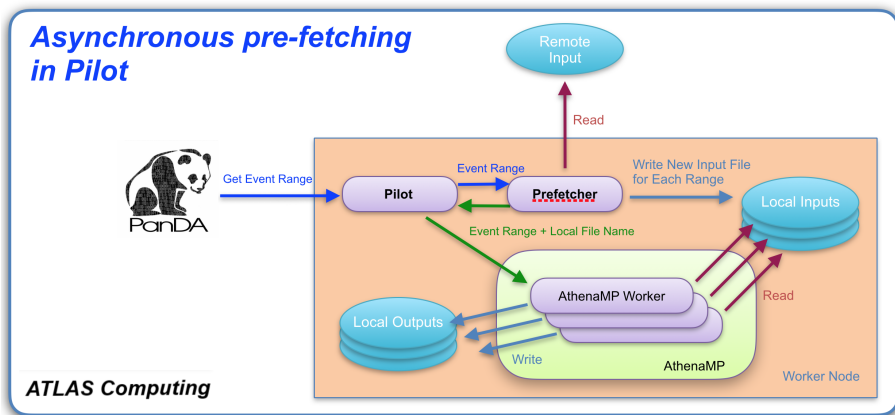 Asynchronous pre-fetching
in Pilot
Remote
Input
Read
PanDA
Get Event Range
Pilot
Event Range
Prefetcher
Write New Input File
for Each Range
Local Inputs
Event Range + Local File Name
AthenaMP Worker
Read
Local Outputs
Write
AthenaMP
Worker Node
ATLAS Computing